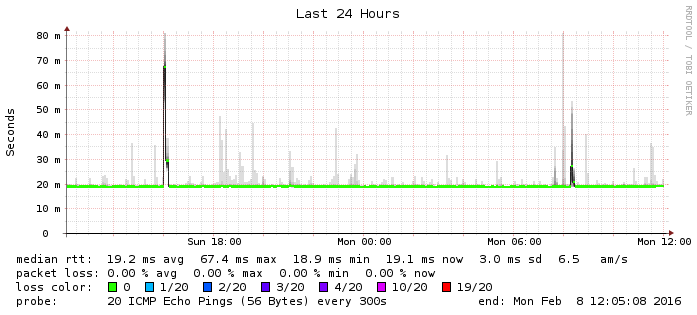 Last 24 Hours
RRDTOOL / TOBI OETIKER
Seconds
80 m
70 m
60 m
50 m
40 m
30 m
20 m
10 m
0
Sun 18:00 Mon 00:00 Mon 06:00 Mon 12:00
median rtt: 19.2 ms avg 67.4 ms max 18.9 ms min 19.1 ms now 3.0 ms sd 6.5 am/s
packet loss: 0.00 % avg 0.00 % max 0.00 % min 0.00 % now
loss color: 0 1/20 2/20 3/20 4/20 10/20 19/20
probe: 20 ICMP Echo Pings (56 Bytes) every 300s end: Mon Feb 8 12:05:08 2016